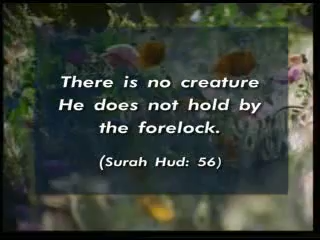 There is no creature
He does not hold by
the forelock.
(Surah Hud: 56)